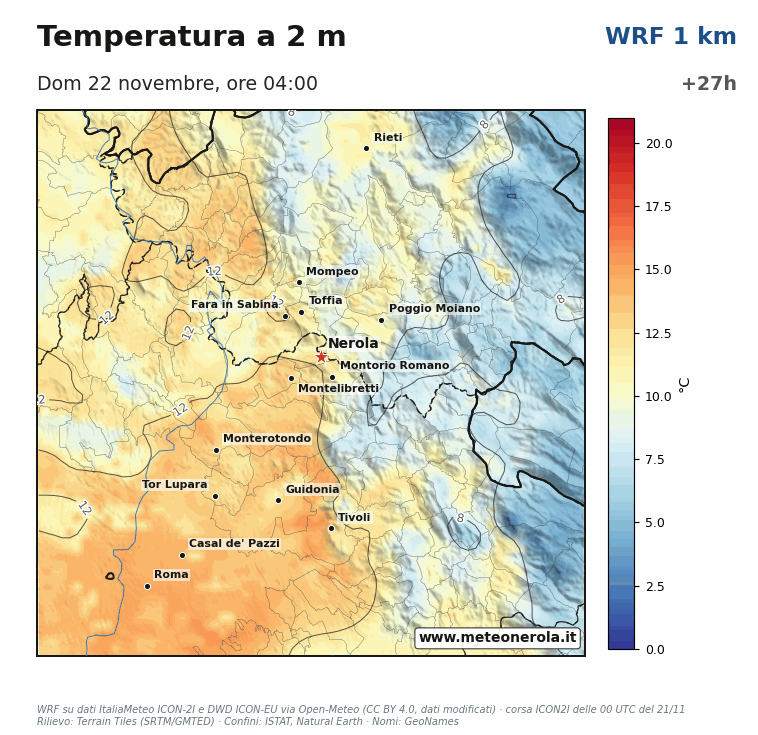 Temperatura a 2 m
WRF 1 km
Dom 22 novembre, ore 04:00
+27h
8
8
Rieti
20.0
17.5
15.0
12.5
10.0
7.5
5.0
2.5
0.0
°C
12
Mompeo
Fara in Sabina
12
Toffia
Poggio Moiano
8
12
12
Nerola
Montorio Romano
Montelibretti
2
12
Monterotondo
Tor Lupara
Guidonia
12
Tivoli
8
Casal de' Pazzi
Roma
www.meteonerola.it
WRF su dati ItaliaMeteo ICON-2I e DWD ICON-EU via Open-Meteo (CC BY 4.0, dati modificati) · corsa ICON2I delle 00 UTC del 21/11
Rilievo: Terrain Tiles (SRTM/GMTED) · Confini: ISTAT, Natural Earth · Nomi: GeoNames